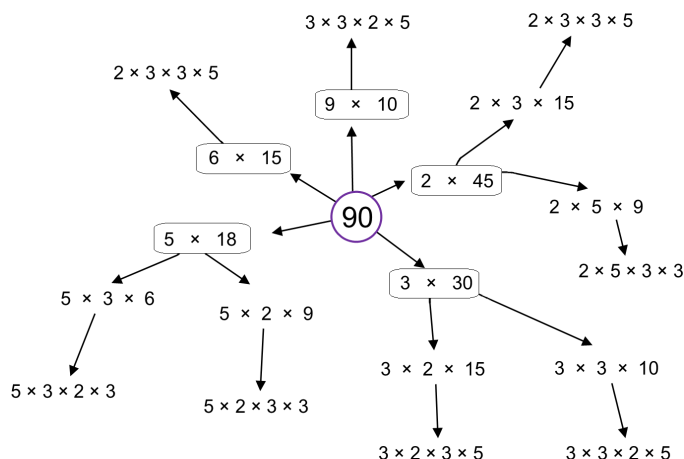 3 × 3 × 2 × 5
2 × 3 × 3 × 5
2 × 3 × 3 × 5
9 × 10
2 × 3 × 15
6 × 15
2 × 45
90
2 × 5 × 9
5 × 18
2 × 5 × 3 × 3
3 × 30
5 × 3 × 6
5 × 2 × 9
3 × 2 × 15
3 × 3 × 10
5 × 3 × 2 × 3
5 × 2 × 3 × 3
3 × 2 × 3 × 5
3 × 3 × 2 × 5